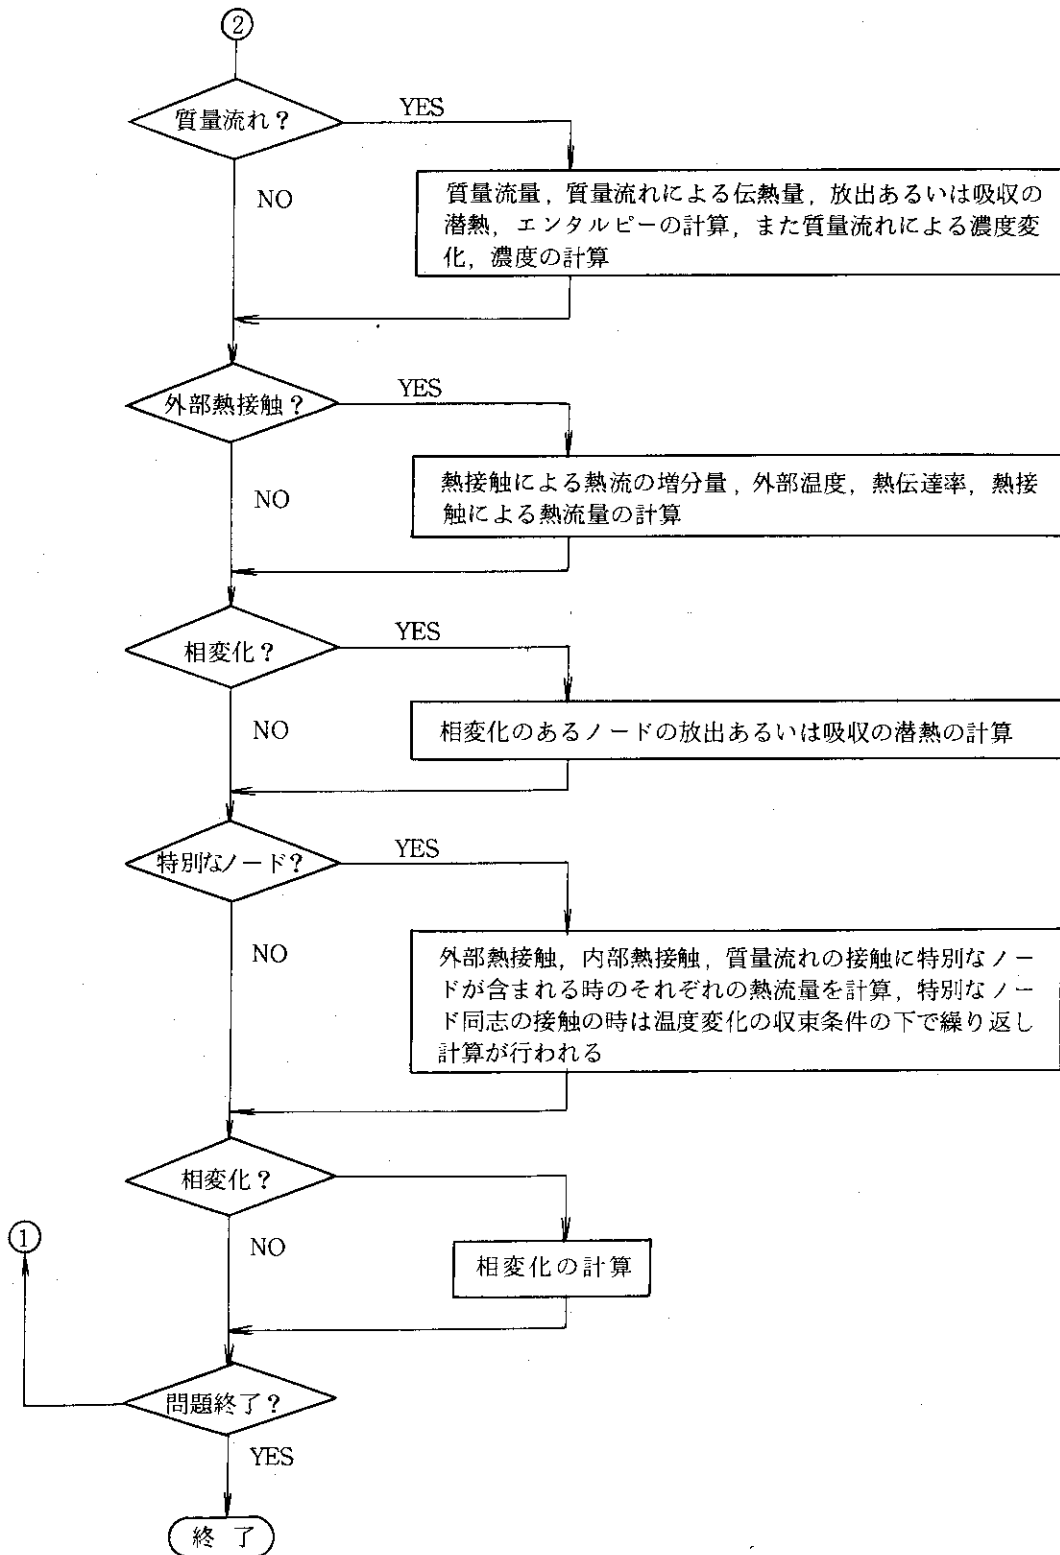 ②
質量流れ?
YES
NO
質量流量，質量流れによる伝熱量，放出あるいは吸収の
潜熱，エンタルピーの計算，また質量流れによる濃度変
化，濃度の計算
外部熱接触?
YES
NO
熱接触による熱流の増分量，外部温度，熱伝達率，熱接
触による熱流量の計算
相変化?
YES
NO
相変化のあるノードの放出あるいは吸収の潜熱の計算
特別なノード?
YES
NO
外部熱接触，内部熱接触，質量流れの接触に特別なノー
ドが含まれる時のそれぞれの熱流量を計算，特別なノー
ド同志の接触の時は温度変化の収束条件の下で繰り返し
計算が行われる
相変化?
①
NO
相変化の計算
問題終了?
YES
終了